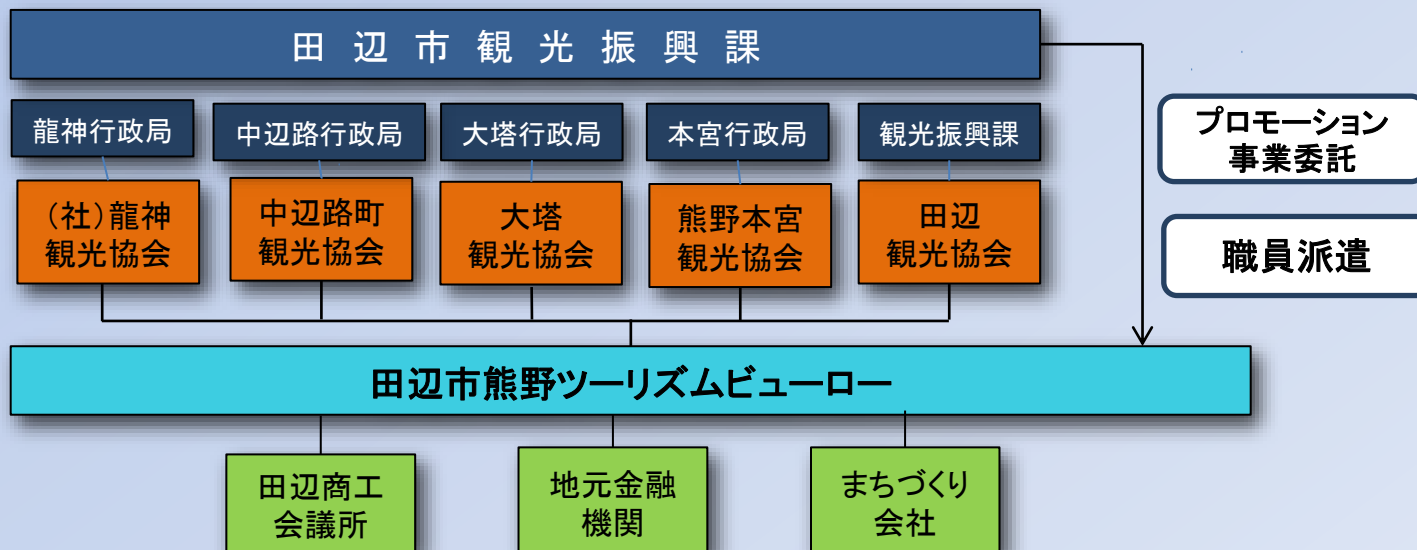 田辺市観光振興課
龍神行政局
中辺路行政局
大塔行政局
本宮行政局
観光振興課
プロモーション
事業委託
(社)龍神
観光協会
中辺路町
観光協会
大塔
観光協会
熊野本宮
観光協会
田辺
観光協会
職員派遣
田辺市熊野ツーリズムビューロー
田辺商工
会議所
地元金融
機関
まちづくり
会社